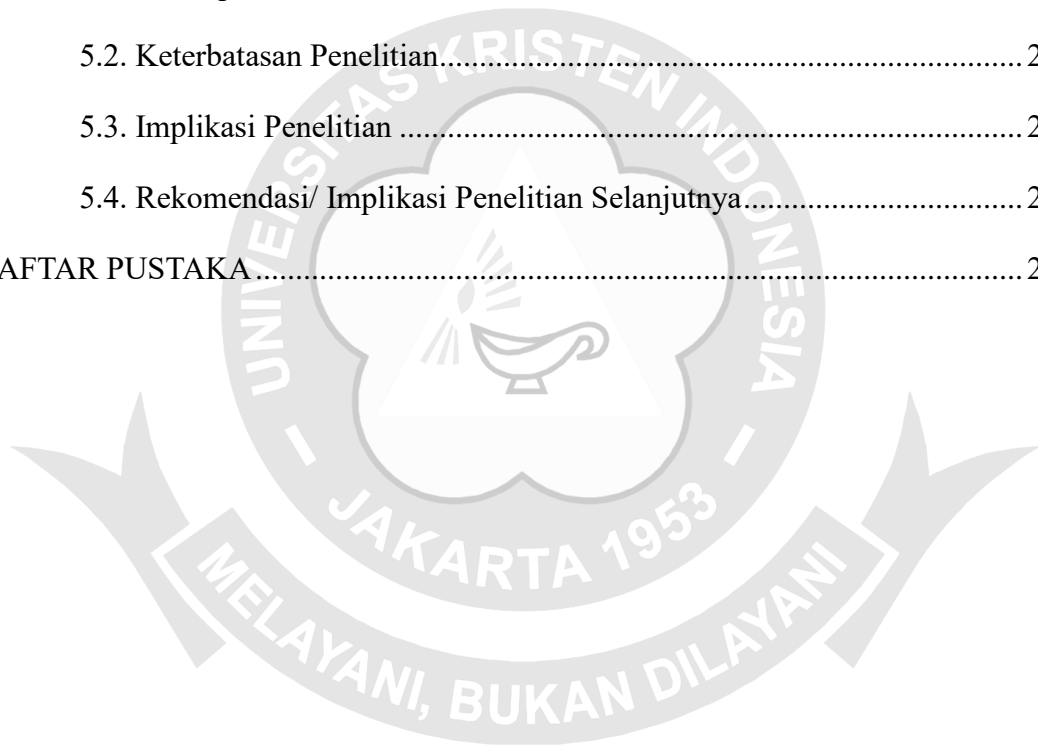 5.2. Keterbatasan Penelitian.......................................................................... 2
5.3. Implikasi Penelitian ............................................................................... 2
5.4. Rekomendasi/ Implikasi Penelitian Selanjutnya................................... 2
AFTAR PUSTAKA .................................................................................................. 2
UNIVERSITAS KRISTEN INDONESIA
JAKARTA 1953
MELAYANI, BUKAN DILAYANI